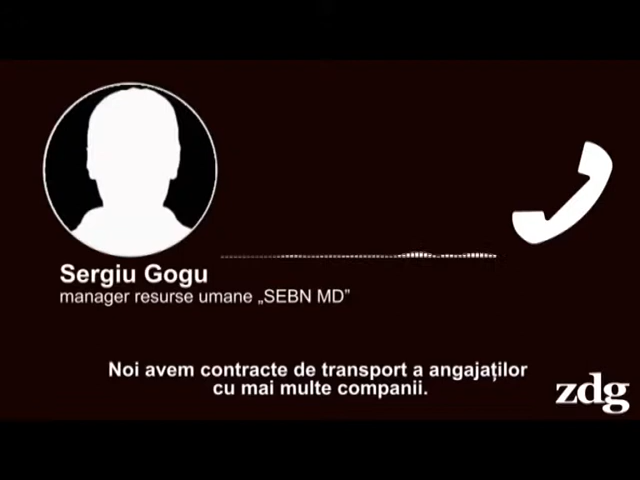 Sergiu Gogu
manager resurse umane „SEBN MD”
Noi avem contracte de transport a angajaților
cu mai multe companii.
zdg